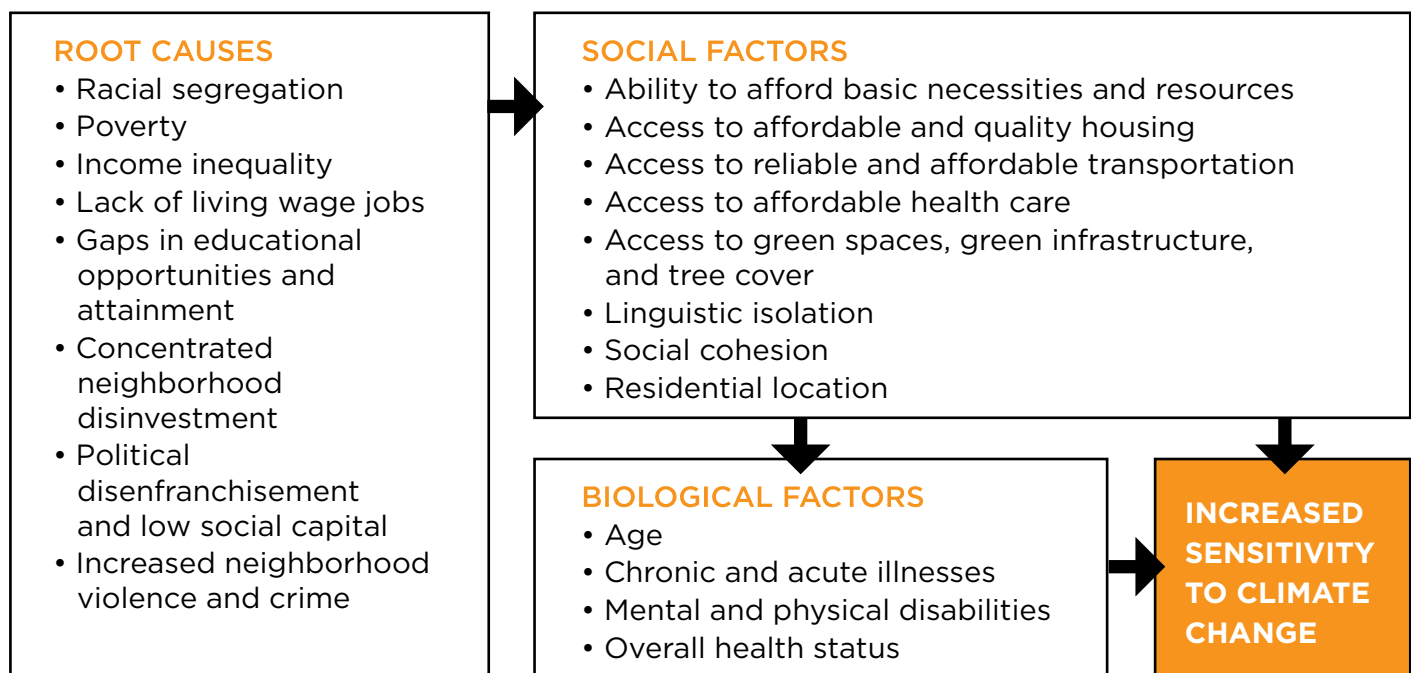 ROOT CAUSES
• Racial segregation
• Poverty
• Income inequality
• Lack of living wage jobs
• Gaps in educational
opportunities and
attainment
• Concentrated
neighborhood
disinvestment
• Political
disenfranchisement
and low social capital
• Increased neighborhood
violence and crime
SOCIAL FACTORS
• Ability to afford basic necessities and resources
• Access to affordable and quality housing
• Access to reliable and affordable transportation
• Access to affordable health care
• Access to green spaces, green infrastructure,
and tree cover
• Linguistic isolation
• Social cohesion
• Residential location
BIOLOGICAL FACTORS
• Age
• Chronic and acute illnesses
• Mental and physical disabilities
• Overall health status
INCREASED
SENSITIVITY
TO CLIMATE
CHANGE